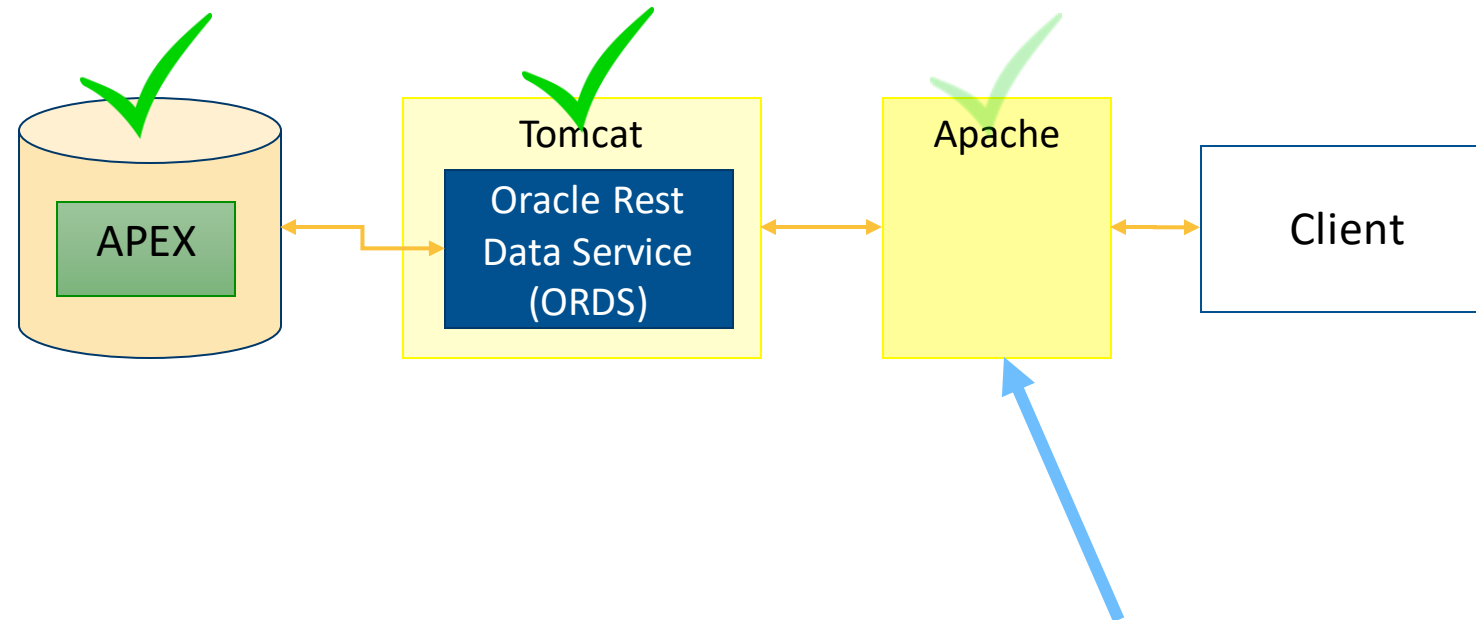 APEX
Tomcat
Oracle Rest
Data Service
(ORDS)
Apache
Client